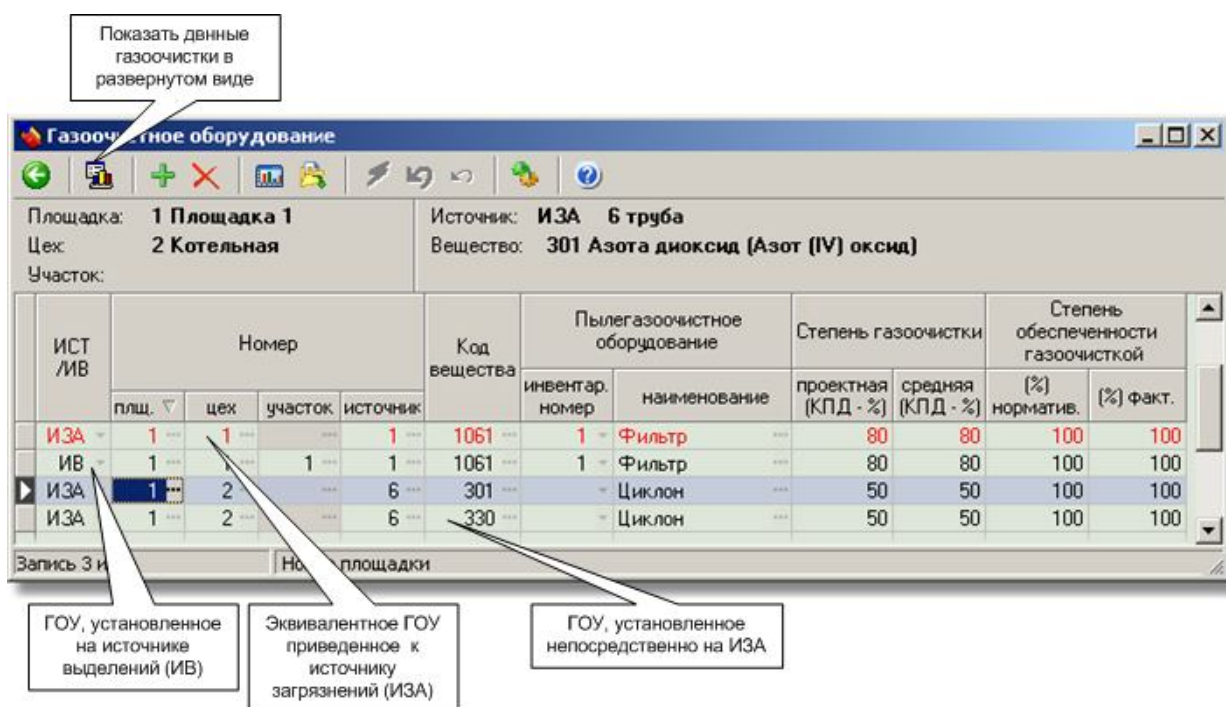 Показать двнные
газоочистки в
развернутом виде
Газооч тное оборудование
Площадка: 1 Площадка 1
Источник: ИЗА 6 труба
Цех: 2 Котельная
Вещество: 301 Азота диоксид (Азот (IV) оксид)
Участок:
ИСТ
/ИВ
Номер
Код
вещества
Пылегазоочистное
оборудование
Степень газоочистки
Степень
обеспеченности
газоочисткой
площ. цех участок источник
инвентар.
номер
наименование
проектная
(КПД - %)
средняя
(КПД - %)
(%)
норматив.
(%) факт.
ИЗА 1 1 1 1061 1 Фильтр 80 80 100 100
ИВ 1 1 1 1061 1 Фильтр 80 80 100 100
ИЗА 1 2 6 301 Циклон 50 50 100 100
ИЗА 1 2 6 330 Циклон 50 50 100 100
Запись 3 и
площадки
ГОУ, установленное
на источнике
выделений (ИВ)
Эквивалентное ГОУ
приведенное к
источнику
загрязнений (ИЗА)
ГОУ, установленное
непосредственно на ИЗА